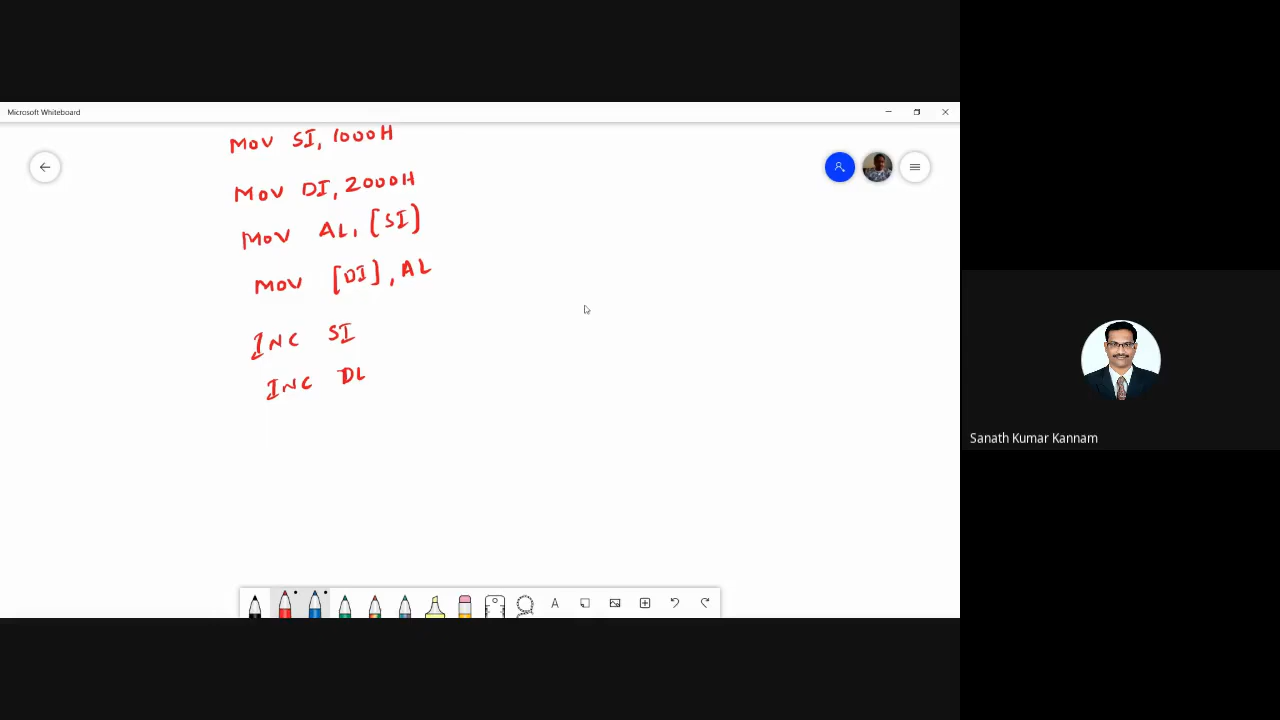 Microsoft Whiteboard
MOV SI, 1000H
MOV DI, 2000H
MOV AL, [SI]
MOV [DI], AL
INC SI
INC DL
Sanath Kumar Kannam
A